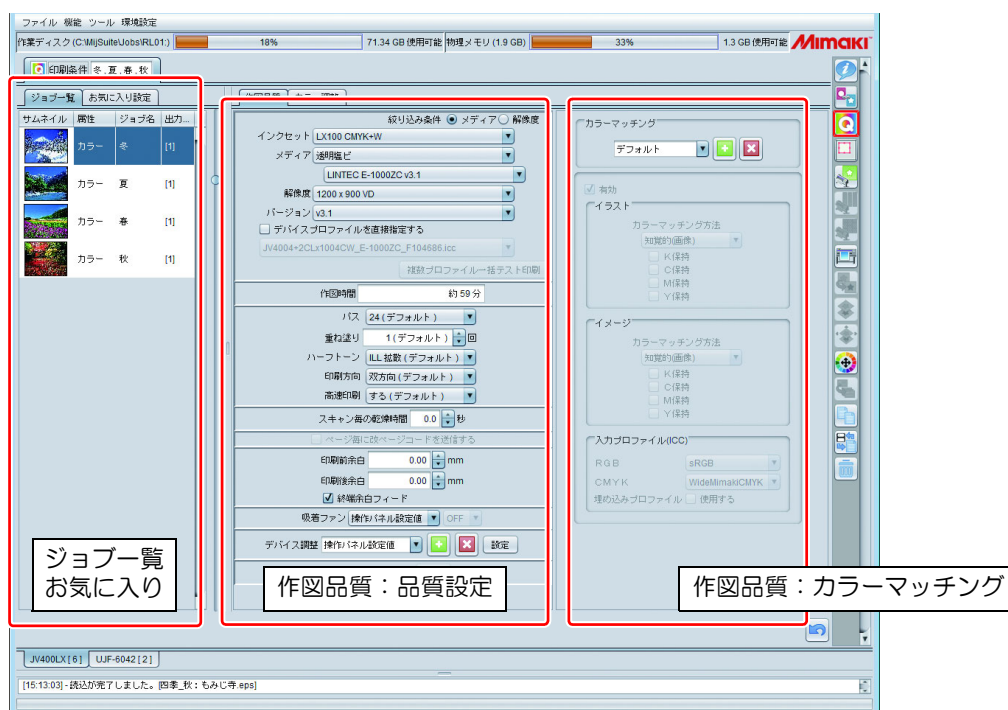 ファイル 機能 ツール 環境設定
作業ディスク (C:\MijSuite\Jobs\RL01:) 18% 71.34 GB 使用可能 物理メモリ (1.9 GB) 33% 1.3 GB 使用可能 Mimaki
印刷条件 冬,夏,春,秋
ジョブ一覧 お気に入り設定
サムネイル 属性 ジョブ名 出力...
カラー 冬 [1]
カラー 夏 [1]
カラー 春 [1]
カラー 秋 [1]
ジョブ一覧
お気に入り
絞り込み条件 メディア 解像度
インクセット LX100 CMYK+W
メディア 透明塩ビ
LINTEC E-1000ZC v3.1
解像度 1200 x 900 VD
バージョン v3.1
デバイスプロファイルを直接指定する
JV4004+2CLx1004CW_E-1000ZC_F104686.icc
複数プロファイル一括テスト印刷
作図時間 約 59 分
パス 24 (デフォルト)
重ね塗り 1 (デフォルト) 回
ハーフトーン ILL 拡散 (デフォルト)
印刷方向 双方向 (デフォルト)
高速印刷 する (デフォルト)
スキャン毎の乾燥時間 0.0 秒
ページ毎に改ページコードを送信する
印刷前余白 0.00 mm
印刷後余白 0.00 mm
終端余白フィード
吸着ファン 操作パネル設定値 OFF
デバイス調整 操作パネル設定値 設定
作図品質：品質設定
カラーマッチング
デフォルト
有効
イラスト
カラーマッチング方法
知覚的(画像)
K保持
C保持
M保持
Y保持
イメージ
カラーマッチング方法
知覚的(画像)
K保持
C保持
M保持
Y保持
入力プロファイル(ICC)
RGB sRGB
CMYK WideMimakiCMYK
埋め込みプロファイル 使用する
作図品質：カラーマッチング
JV400LX [ 6 ] UJF-6042 [ 2 ]
[15:13:03] - 読込が完了しました。[四季_秋：もみじ寺.eps]